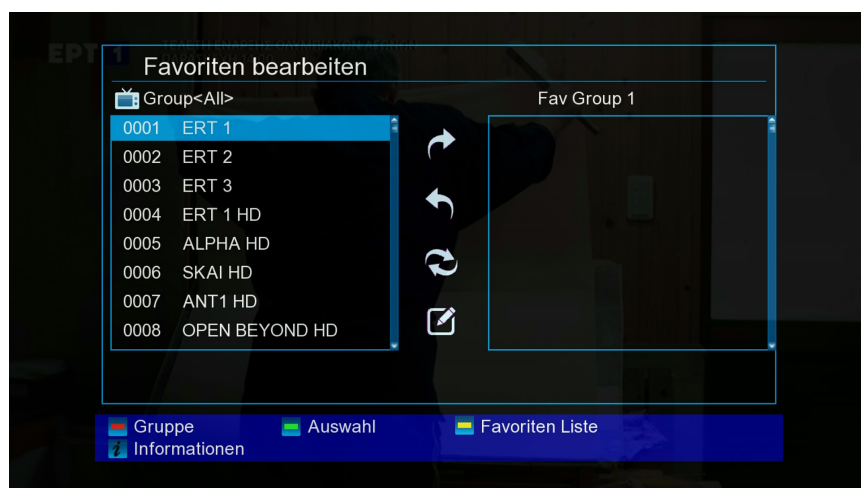 EPT 1
Favoriten bearbeiten
Group<All>
Fav Group 1
0001 ERT 1
0002 ERT 2
0003 ERT 3
0004 ERT 1 HD
0005 ALPHA HD
0006 SKAI HD
0007 ANT1 HD
0008 OPEN BEYOND HD
Gruppe
Auswahl
Favoriten Liste
i Informationen